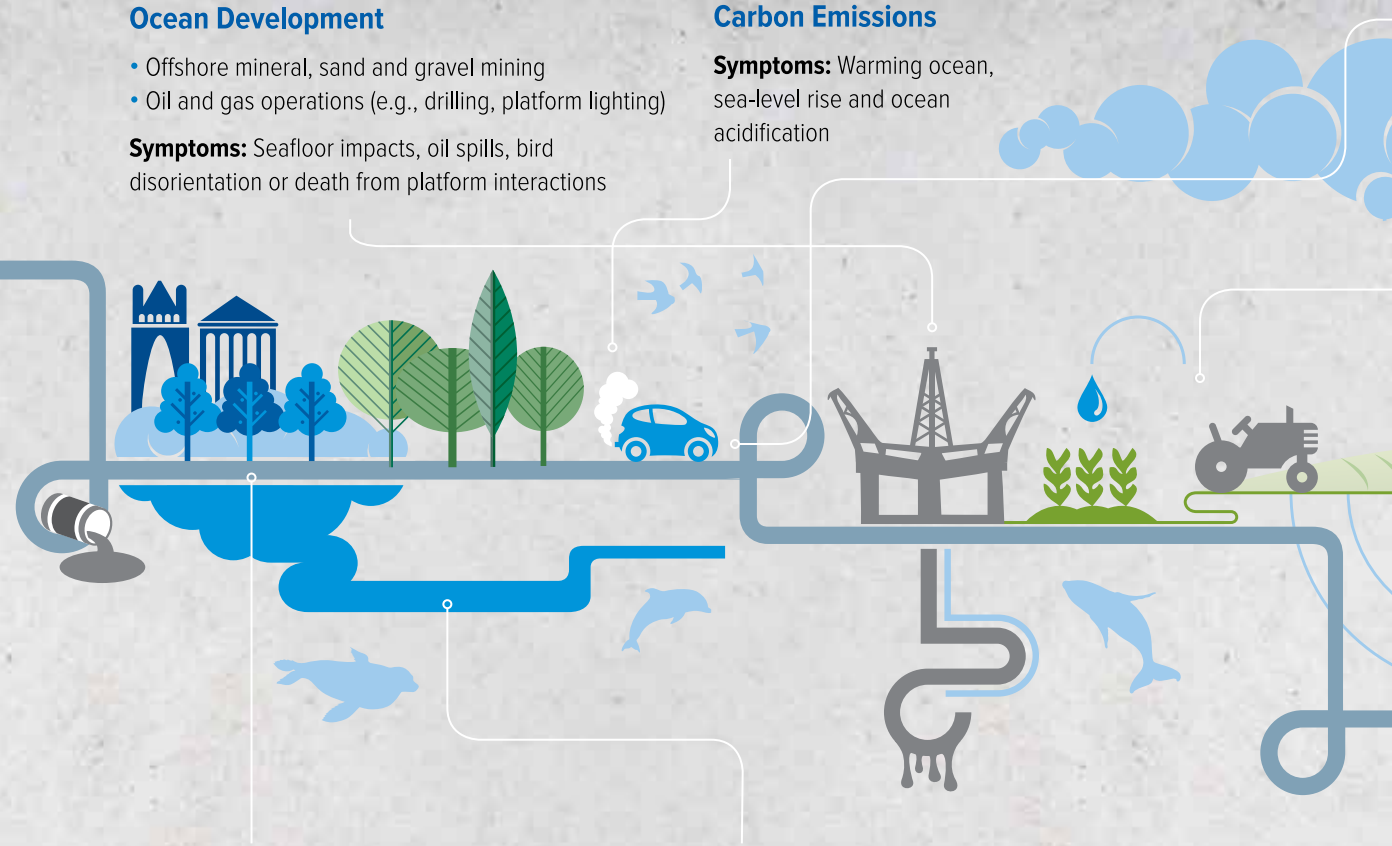 Ocean Development
• Offshore mineral, sand and gravel mining
• Oil and gas operations (e.g., drilling, platform lighting)
Symptoms: Seafloor impacts, oil spills, bird
disorientation or death from platform interactions
Carbon Emissions
Symptoms: Warming ocean,
sea-level rise and ocean
acidification